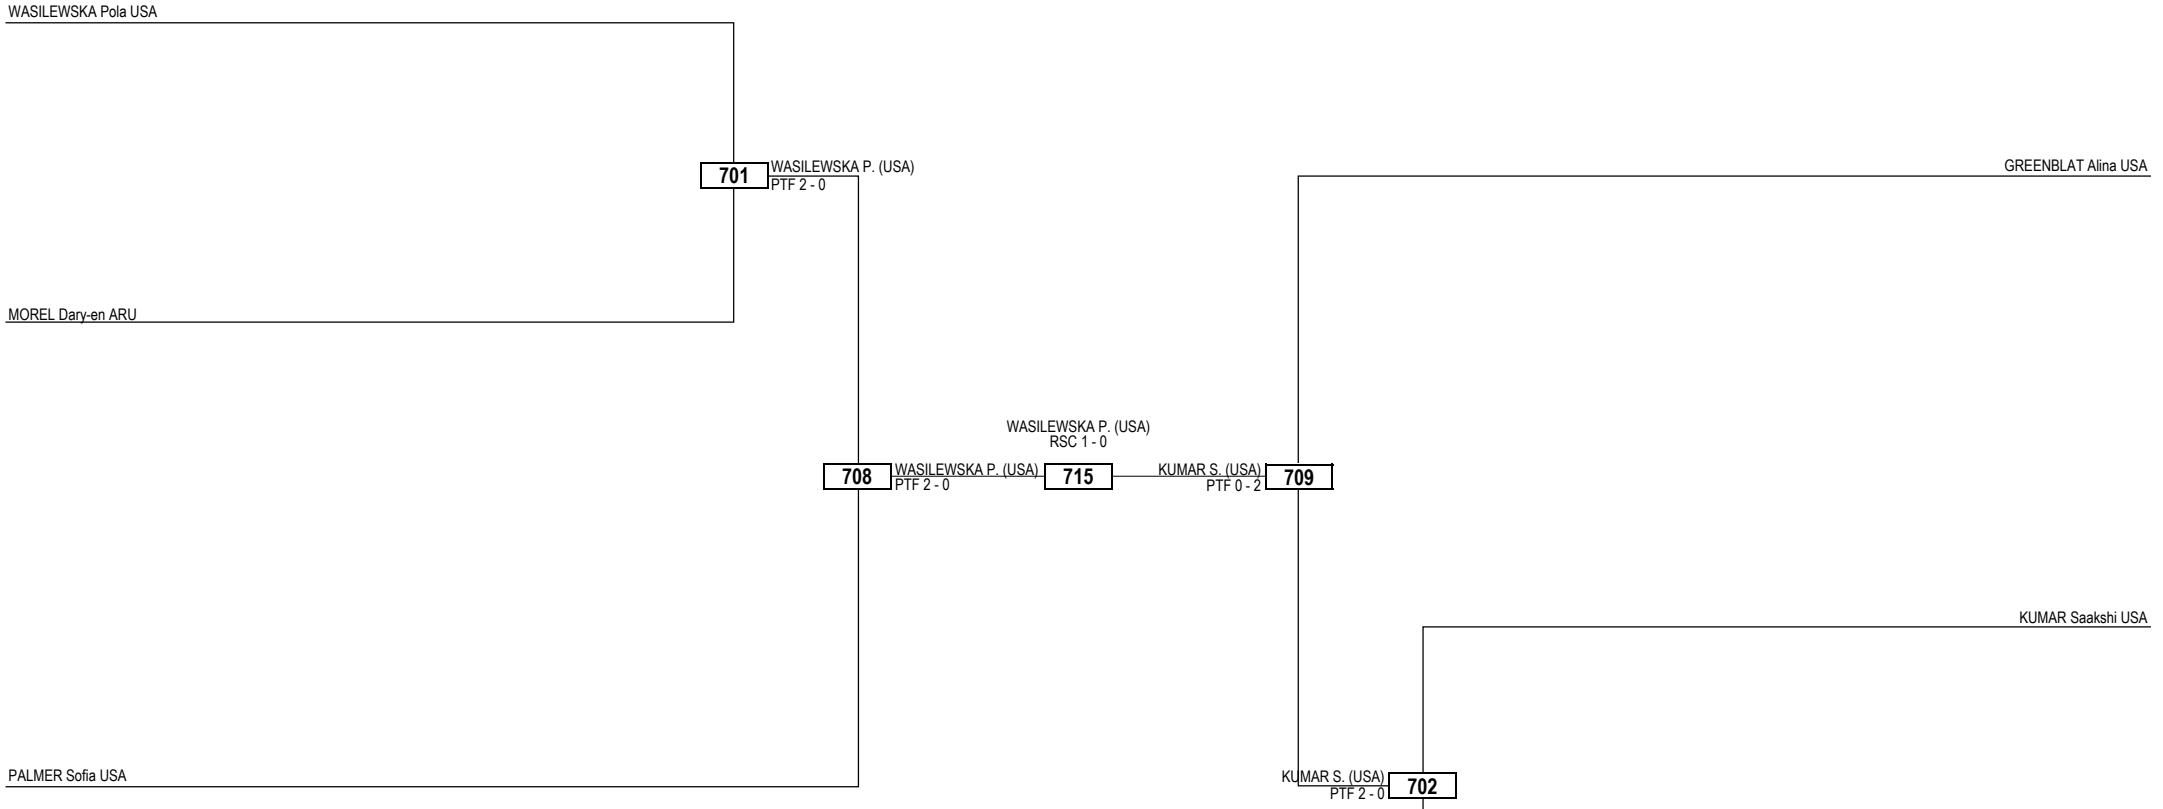 WASILEWSKA Pola USA
701
WASILEWSKA P. (USA)
PTF 2 - 0
GREENBLAT Alina USA
MOREL Dary-en ARU
WASILEWSKA P. (USA)
RSC 1 - 0
708
WASILEWSKA P. (USA)
PTF 2 - 0
715
KUMAR S. (USA)
PTF 0 - 2
709
KUMAR Saakshi USA
PALMER Sofia USA
KUMAR S. (USA)
PTF 2 - 0
702